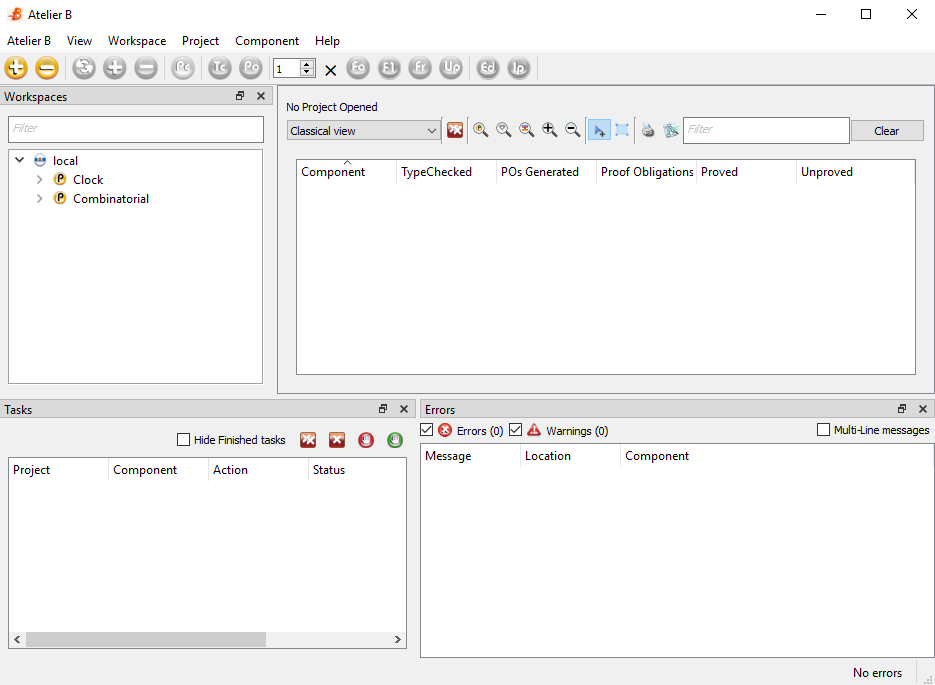 Atelier B
Atelier B View Workspace Project Component Help
Pc Tc Po 1 F0 F1 Fr Up Ed Ip
Workspaces
Filter
local
P Clock
P Combinatorial
No Project Opened
Classical view
Filter
Clear
Component TypeChecked POs Generated Proof Obligations Proved Unproved
Tasks
Hide Finished tasks
Project Component Action Status
Errors
Errors (0) Warnings (0) Multi-Line messages
Message Location Component
No errors